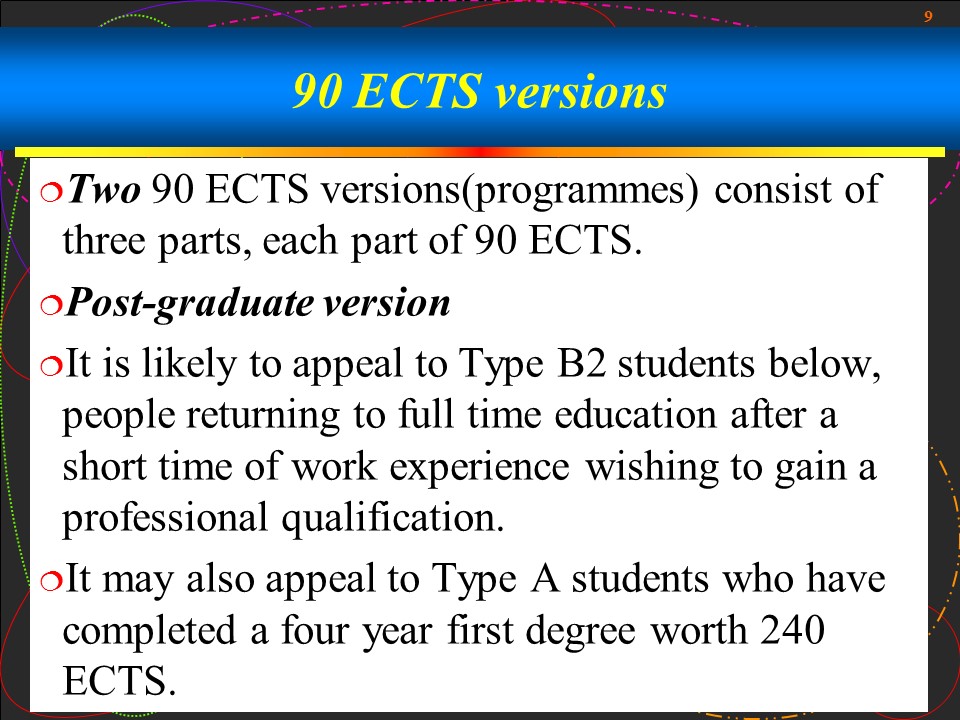 9
90 ECTS versions
❍Two 90 ECTS versions(programmes) consist of
three parts, each part of 90 ECTS.
❍Post-graduate version
❍It is likely to appeal to Type B2 students below,
people returning to full time education after a
short time of work experience wishing to gain a
professional qualification.
❍It may also appeal to Type A students who have
completed a four year first degree worth 240
ECTS.